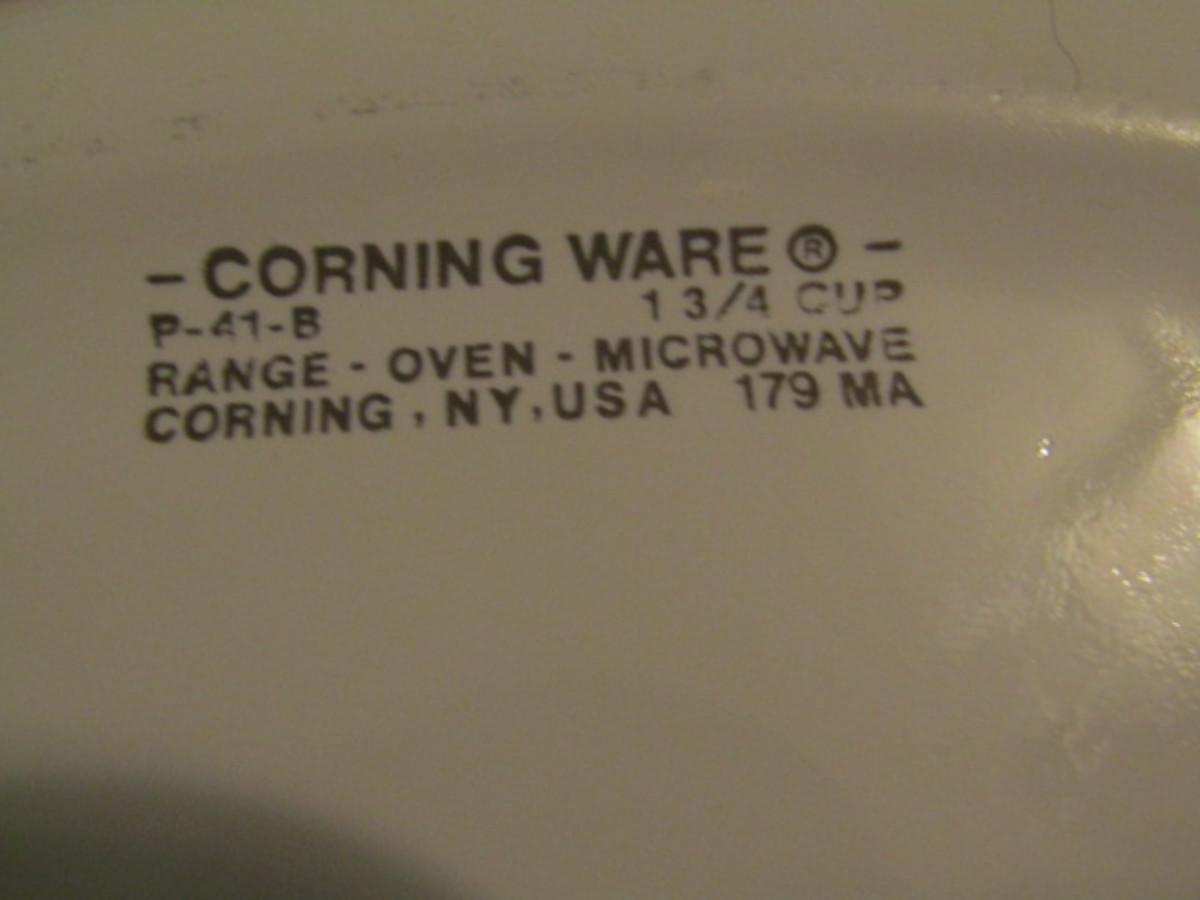 - CORNING WARE ® -
P-41-B 1 3/4 CUP
RANGE - OVEN - MICROWAVE
CORNING, NY, USA 179 MA